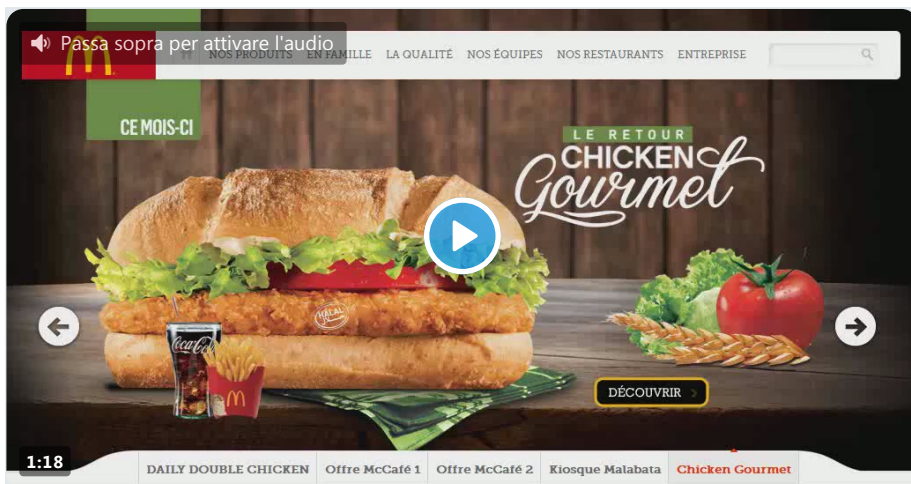 Passa sopra per attivare l'audio
NOS PRODUITS EN FAMILLE LA QUALITÉ NOS ÉQUIPES NOS RESTAURANTS ENTREPRISE
CE MOIS-CI
LE RETOUR
CHICKEN
Gourmet
HALAL
Coca-Cola
DÉCOUVRIR
1:18
DAILY DOUBLE CHICKEN Offre McCafé 1 Offre McCafé 2 Kiosque Malabata Chicken Gourmet